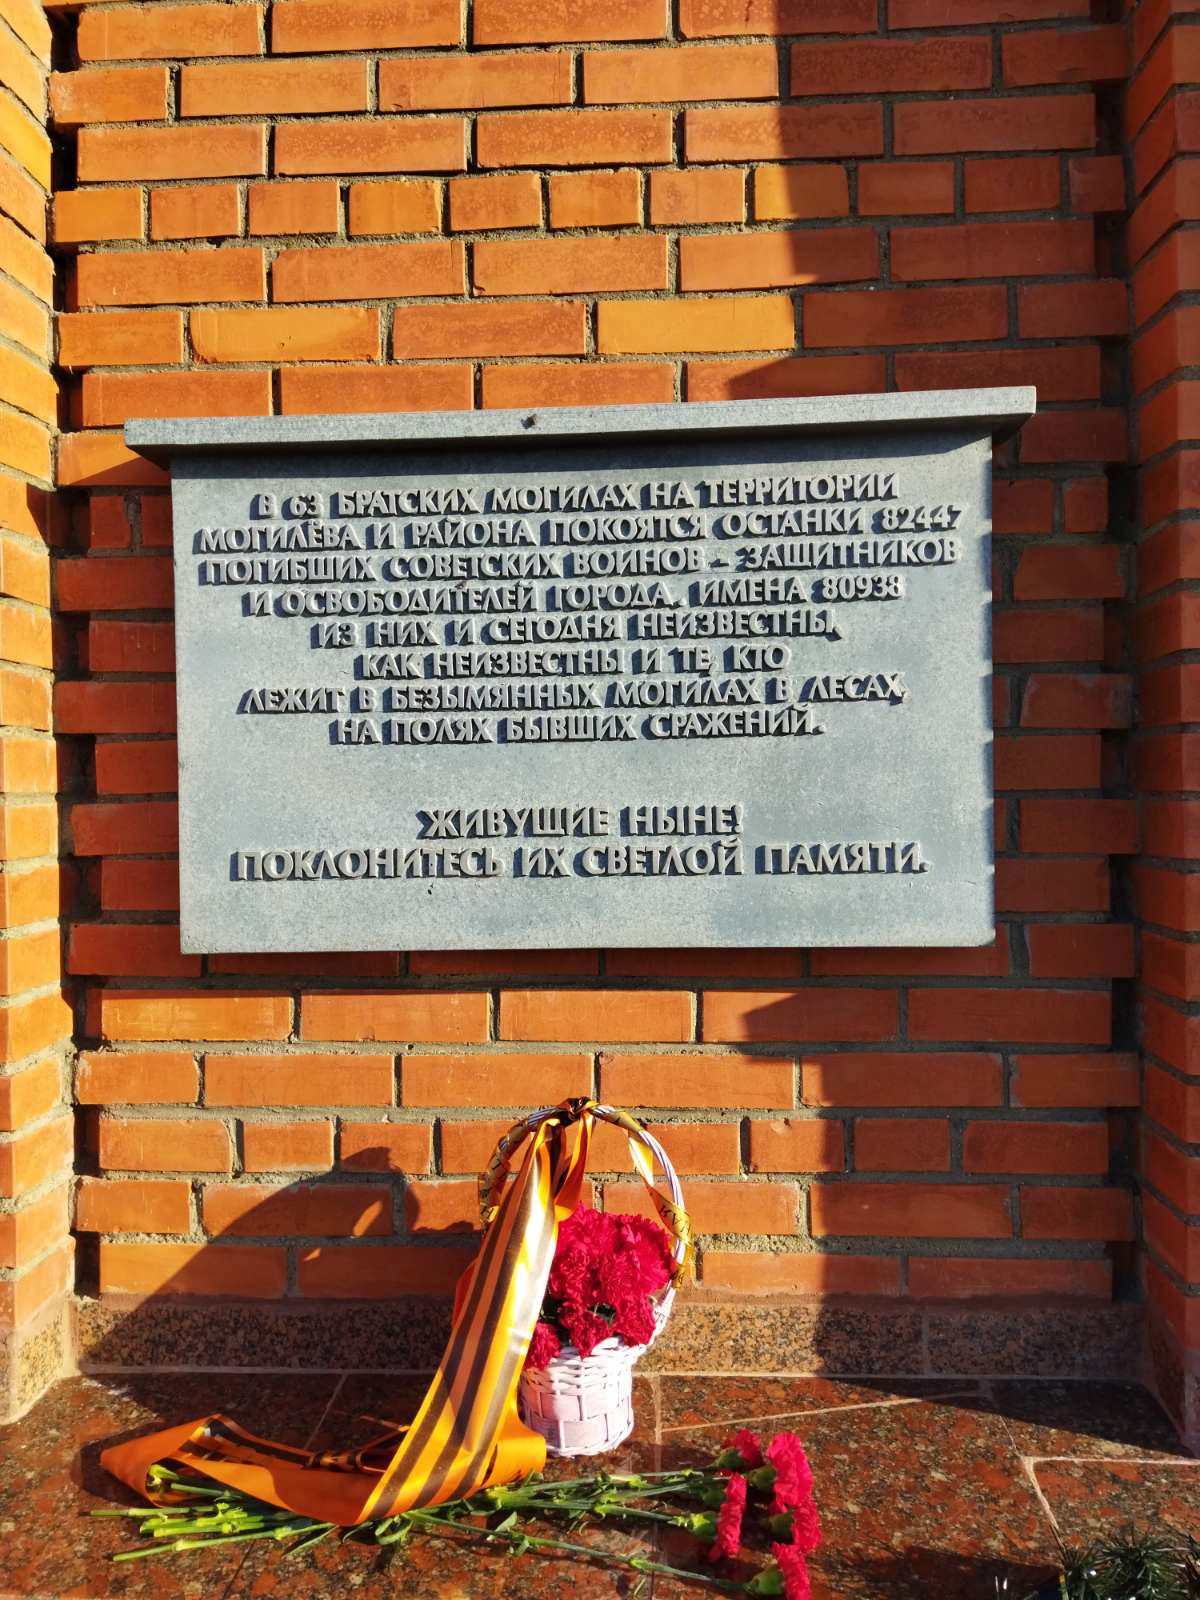 В 63 БРАТСКИХ МОГИЛАХ НА ТЕРРИТОРИИ
МОГИЛЁВА И РАЙОНА ПОКОЯТСЯ ОСТАНКИ 82447
ПОГИБШИХ СОВЕТСКИХ ВОИНОВ - ЗАЩИТНИКОВ
И ОСВОБОДИТЕЛЕЙ ГОРОДА. ИМЕНА 80938
ИЗ НИХ И СЕГОДНЯ НЕИЗВЕСТНЫ,
КАК НЕИЗВЕСТНЫ И ТЕ, КТО
ЛЕЖИТ В БЕЗЫМЯННЫХ МОГИЛАХ В ЛЕСАХ,
НА ПОЛЯХ БЫВШИХ СРАЖЕНИЙ.
ЖИВУЩИЕ НЫНЕ!
ПОКЛОНИТЕСЬ ИХ СВЕТЛОЙ ПАМЯТИ.